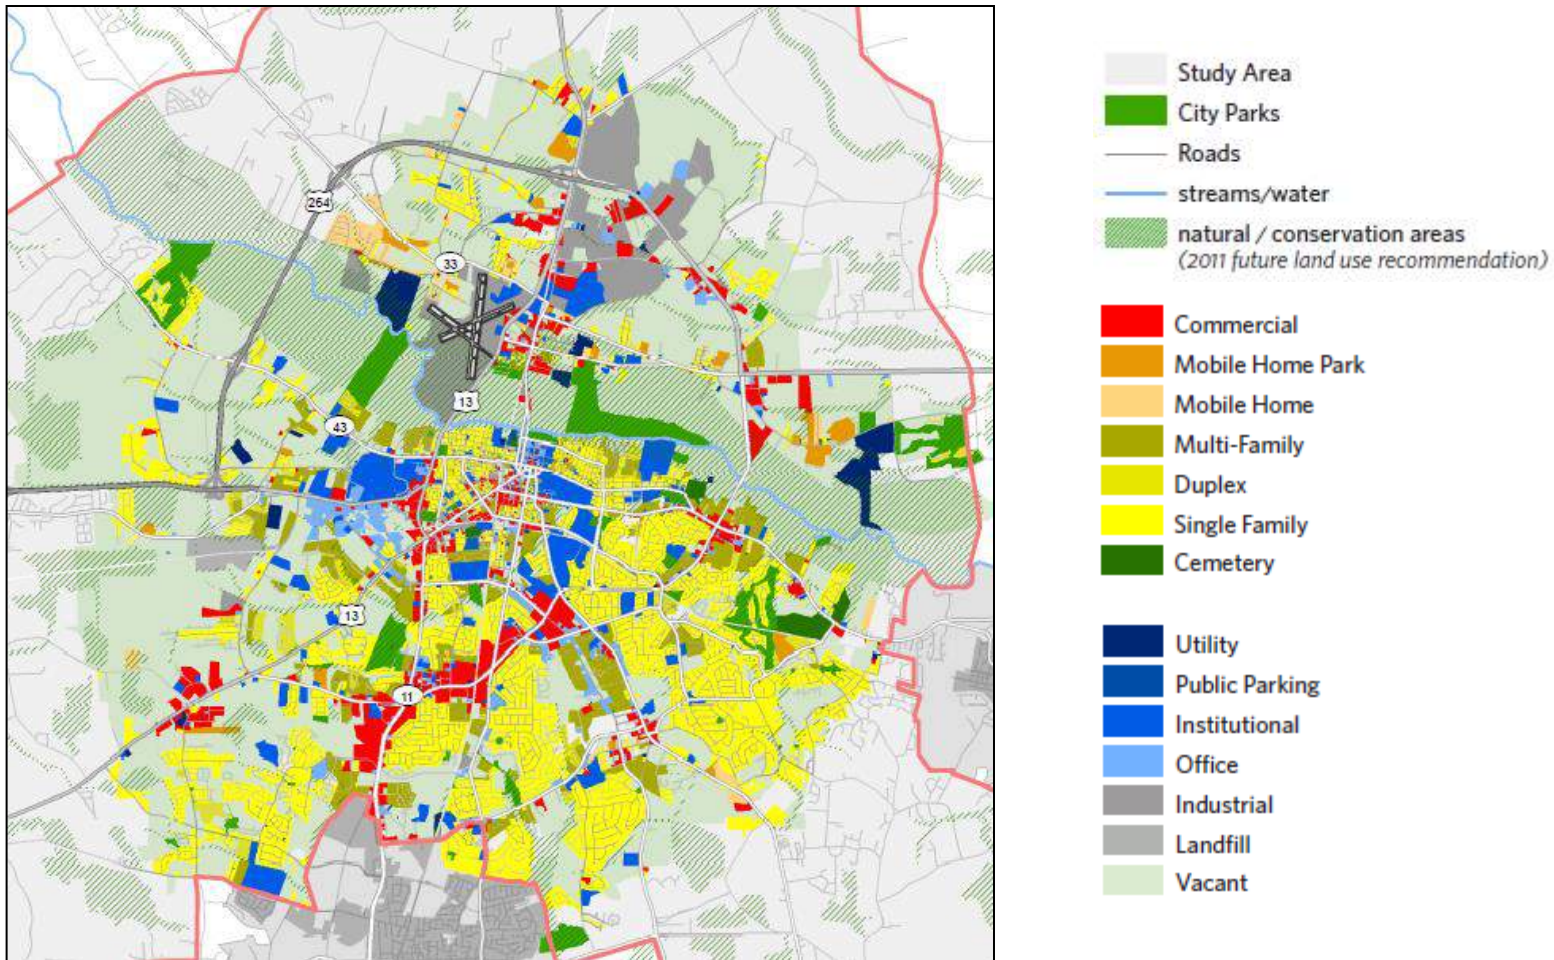 264
33
13
43
13
11
Study Area
City Parks
Roads
streams/water
natural / conservation areas
(2011 future land use recommendation)
Commercial
Mobile Home Park
Mobile Home
Multi-Family
Duplex
Single Family
Cemetery
Utility
Public Parking
Institutional
Office
Industrial
Landfill
Vacant